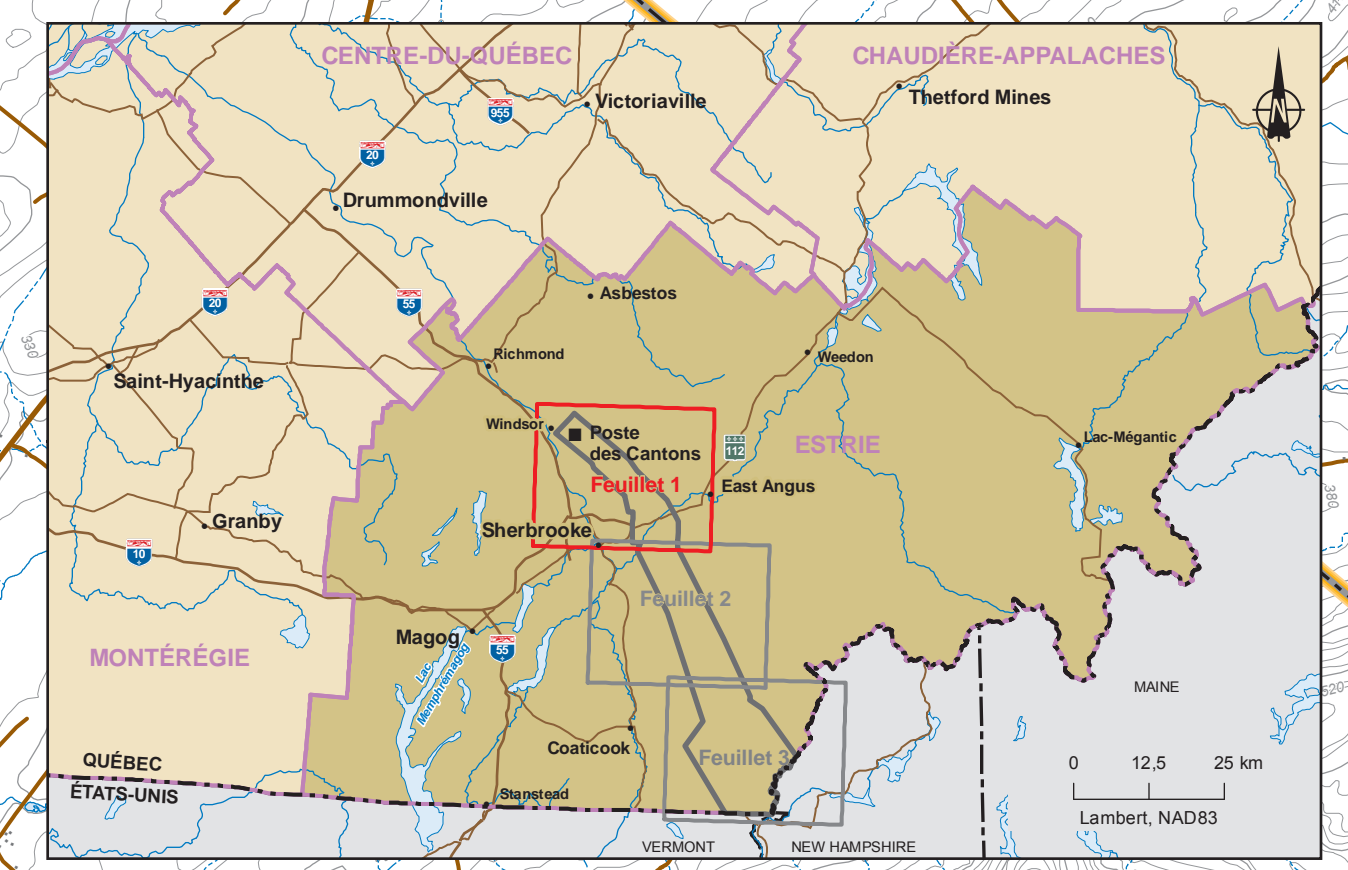 CENTRE-DU-QUÉBEC
CHAUDIÈRE-APPALACHES
N
Victoriaville
Thetford Mines
955
20
Drummondville
Asbestos
20
55
330
Richmond
Weedon
Saint-Hyacinthe
Windsor
Poste
des Cantons
112
ESTRIE
Lac-Mégantic
Feuillet 1
East Angus
380
Granby
Sherbrooke
10
Feuillet 2
Magog
55
MONTÉRÉGIE
Lac
Memphrémagog
MAINE
520
Coaticook
Feuillet 3
QUÉBEC
ÉTATS-UNIS
Stanstead
0 12,5 25 km
Lambert, NAD83
VERMONT
NEW HAMPSHIRE